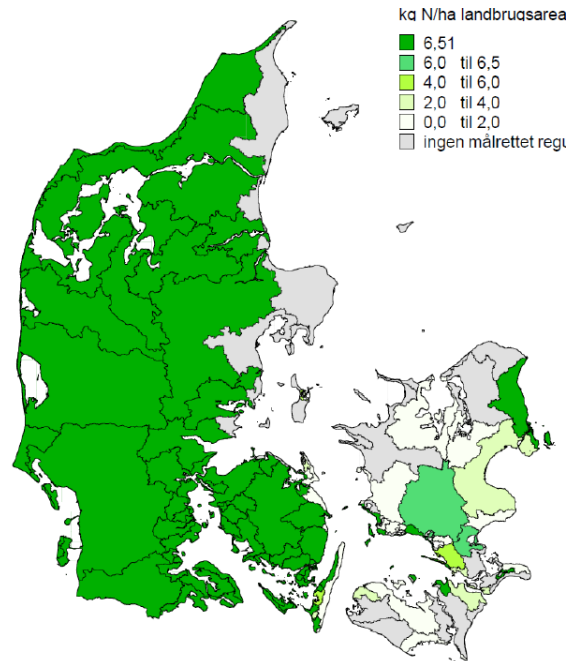 kg N/ha landbrugsarea
6,51
6,0 til 6,5
4,0 til 6,0
2,0 til 4,0
0,0 til 2,0
ingen målrettet regu